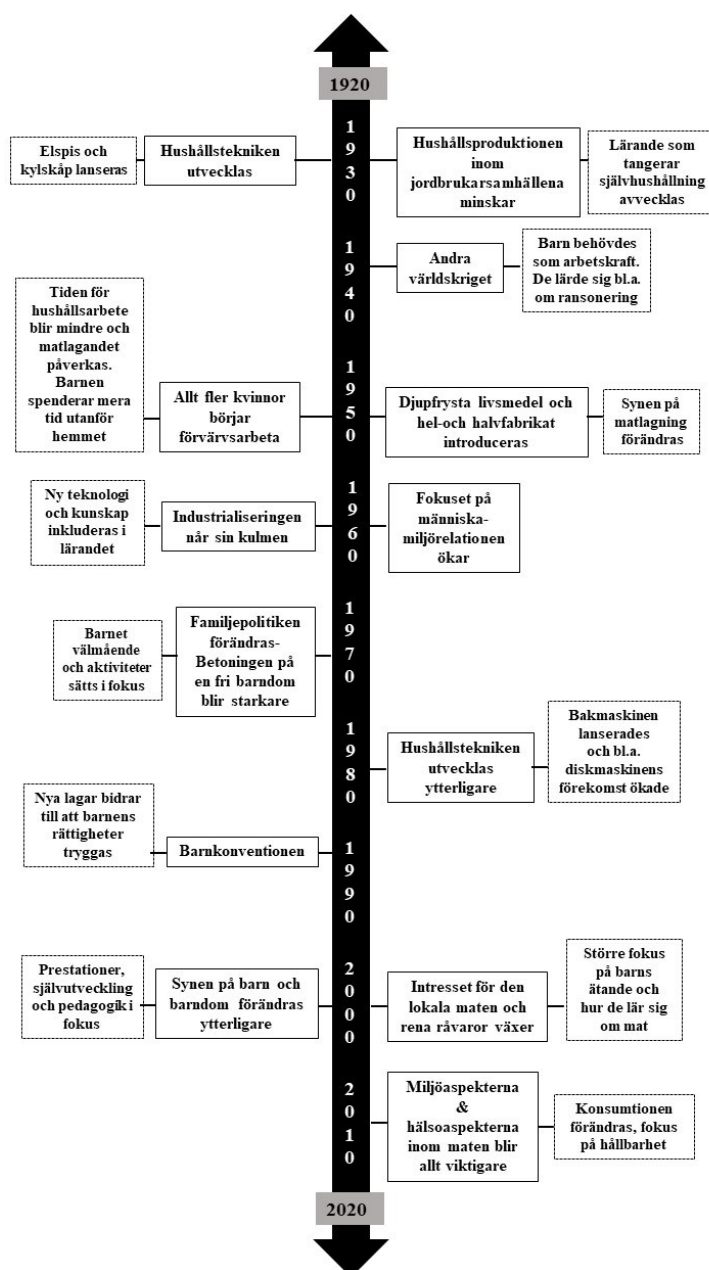 1920
1930
Elspis och
kylskåp lanseras
Hushållstekniken
utvecklas
Hushållsproduktionen
inom
jordbrukarsamhällena
minskar
Lärande som
tangerar
självhushållning
avvecklas
1940
Andra
världskriget
Barn behövdes
som arbetskraft.
De lärde sig bl.a.
om ransonering
Tiden för
hushållsarbete
blir mindre och
matlagandet
påverkas.
Barnen
spenderar mera
tid utanför
hemmet
Allt fler kvinnor
börjar
förvärvsarbeta
1950
Djupfrysta livsmedel och
hel-och halvfabrikat
introduceras
Synen på
matlagning
förändras
Ny teknologi
och kunskap
inkluderas i
lärandet
Industrialiseringen
når sin kulmen
1960
Fokuset på
människa-
miljörelationen
ökar
Barnet
välmående
och aktiviteter
sätts i fokus
Familjepolitiken
förändras-
Betoningen på
en fri barndom
blir starkare
1970
1980
Hushållstekniken
utvecklas
ytterligare
Bakmaskinen
lanserades
och bl.a.
diskmaskinens
förekomst ökade
Nya lagar bidrar
till att barnens
rättigheter
tryggas
Barnkonventionen
1990
Prestationer,
självutveckling
och pedagogik i
fokus
Synen på barn och
barndom förändras
ytterligare
2000
Intresset för den
lokala maten och
rena råvaror växer
Större fokus
på barns
ätande och
hur de lär sig
om mat
2010
Miljöaspekterna
&
hälsoaspekterna
inom maten blir
allt viktigare
Konsumtionen
förändras, fokus
på hållbarhet
2020